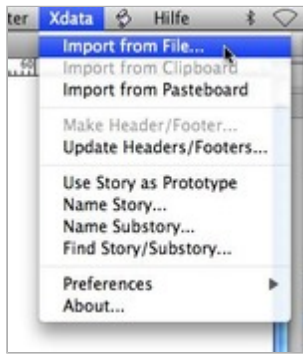 ter Xdata Hilfe
Import from File...
Import from Clipboard
Import from Pasteboard
Make Header/Footer...
Update Headers/Footers...
Use Story as Prototype
Name Story...
Name Substory...
Find Story/Substory...
Preferences
About...